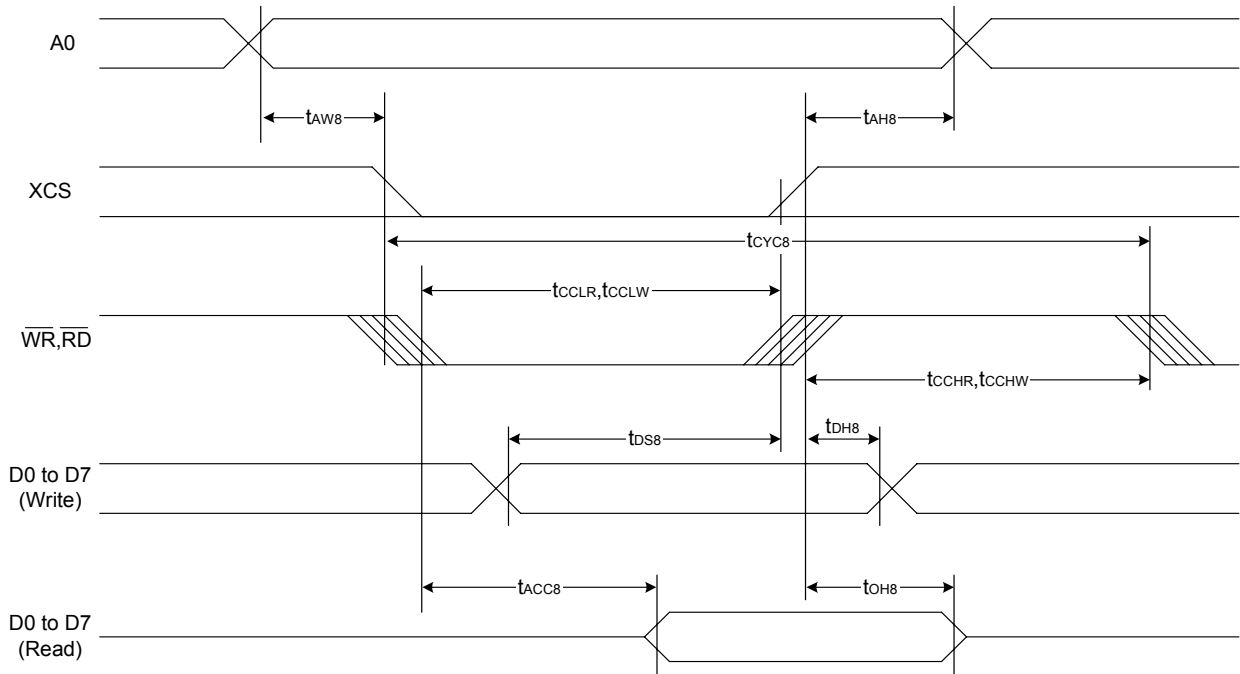 A0
tAW8
tAH8
XCS
tCYC8
tCCLR,tCCLW
WR,RD
tCCHR,tCCHW
tDS8
tDH8
D0 to D7
(Write)
tACC8
tOH8
D0 to D7
(Read)